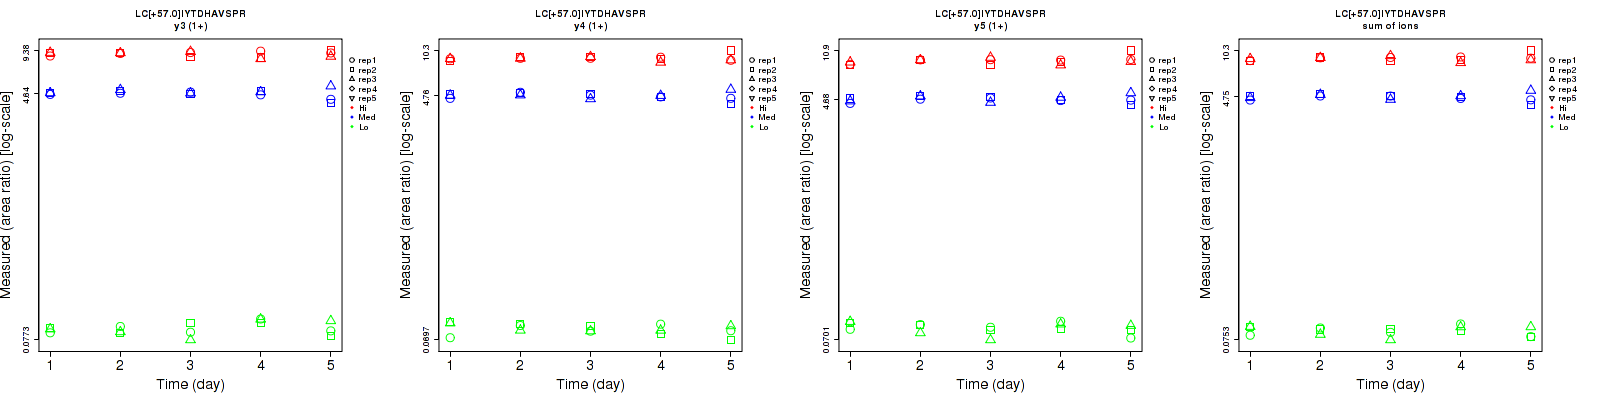 LC[+57.0]IYTDHAVSPR
y3 (1+)
Measured (area ratio) [log-scale]
9.38
4.64
0.0773
1 2 3 4 5
Time (day)
rep1
rep2
rep3
rep4
rep5
Hi
Med
Lo
LC[+57.0]IYTDHAVSPR
y4 (1+)
Measured (area ratio) [log-scale]
10.3
4.76
0.0697
1 2 3 4 5
Time (day)
rep1
rep2
rep3
rep4
rep5
Hi
Med
Lo
LC[+57.0]IYTDHAVSPR
y5 (1+)
Measured (area ratio) [log-scale]
10.9
4.68
0.0701
1 2 3 4 5
Time (day)
rep1
rep2
rep3
rep4
rep5
Hi
Med
Lo
LC[+57.0]IYTDHAVSPR
sum of ions
Measured (area ratio) [log-scale]
10.3
4.75
0.0753
1 2 3 4 5
Time (day)
rep1
rep2
rep3
rep4
rep5
Hi
Med
Lo